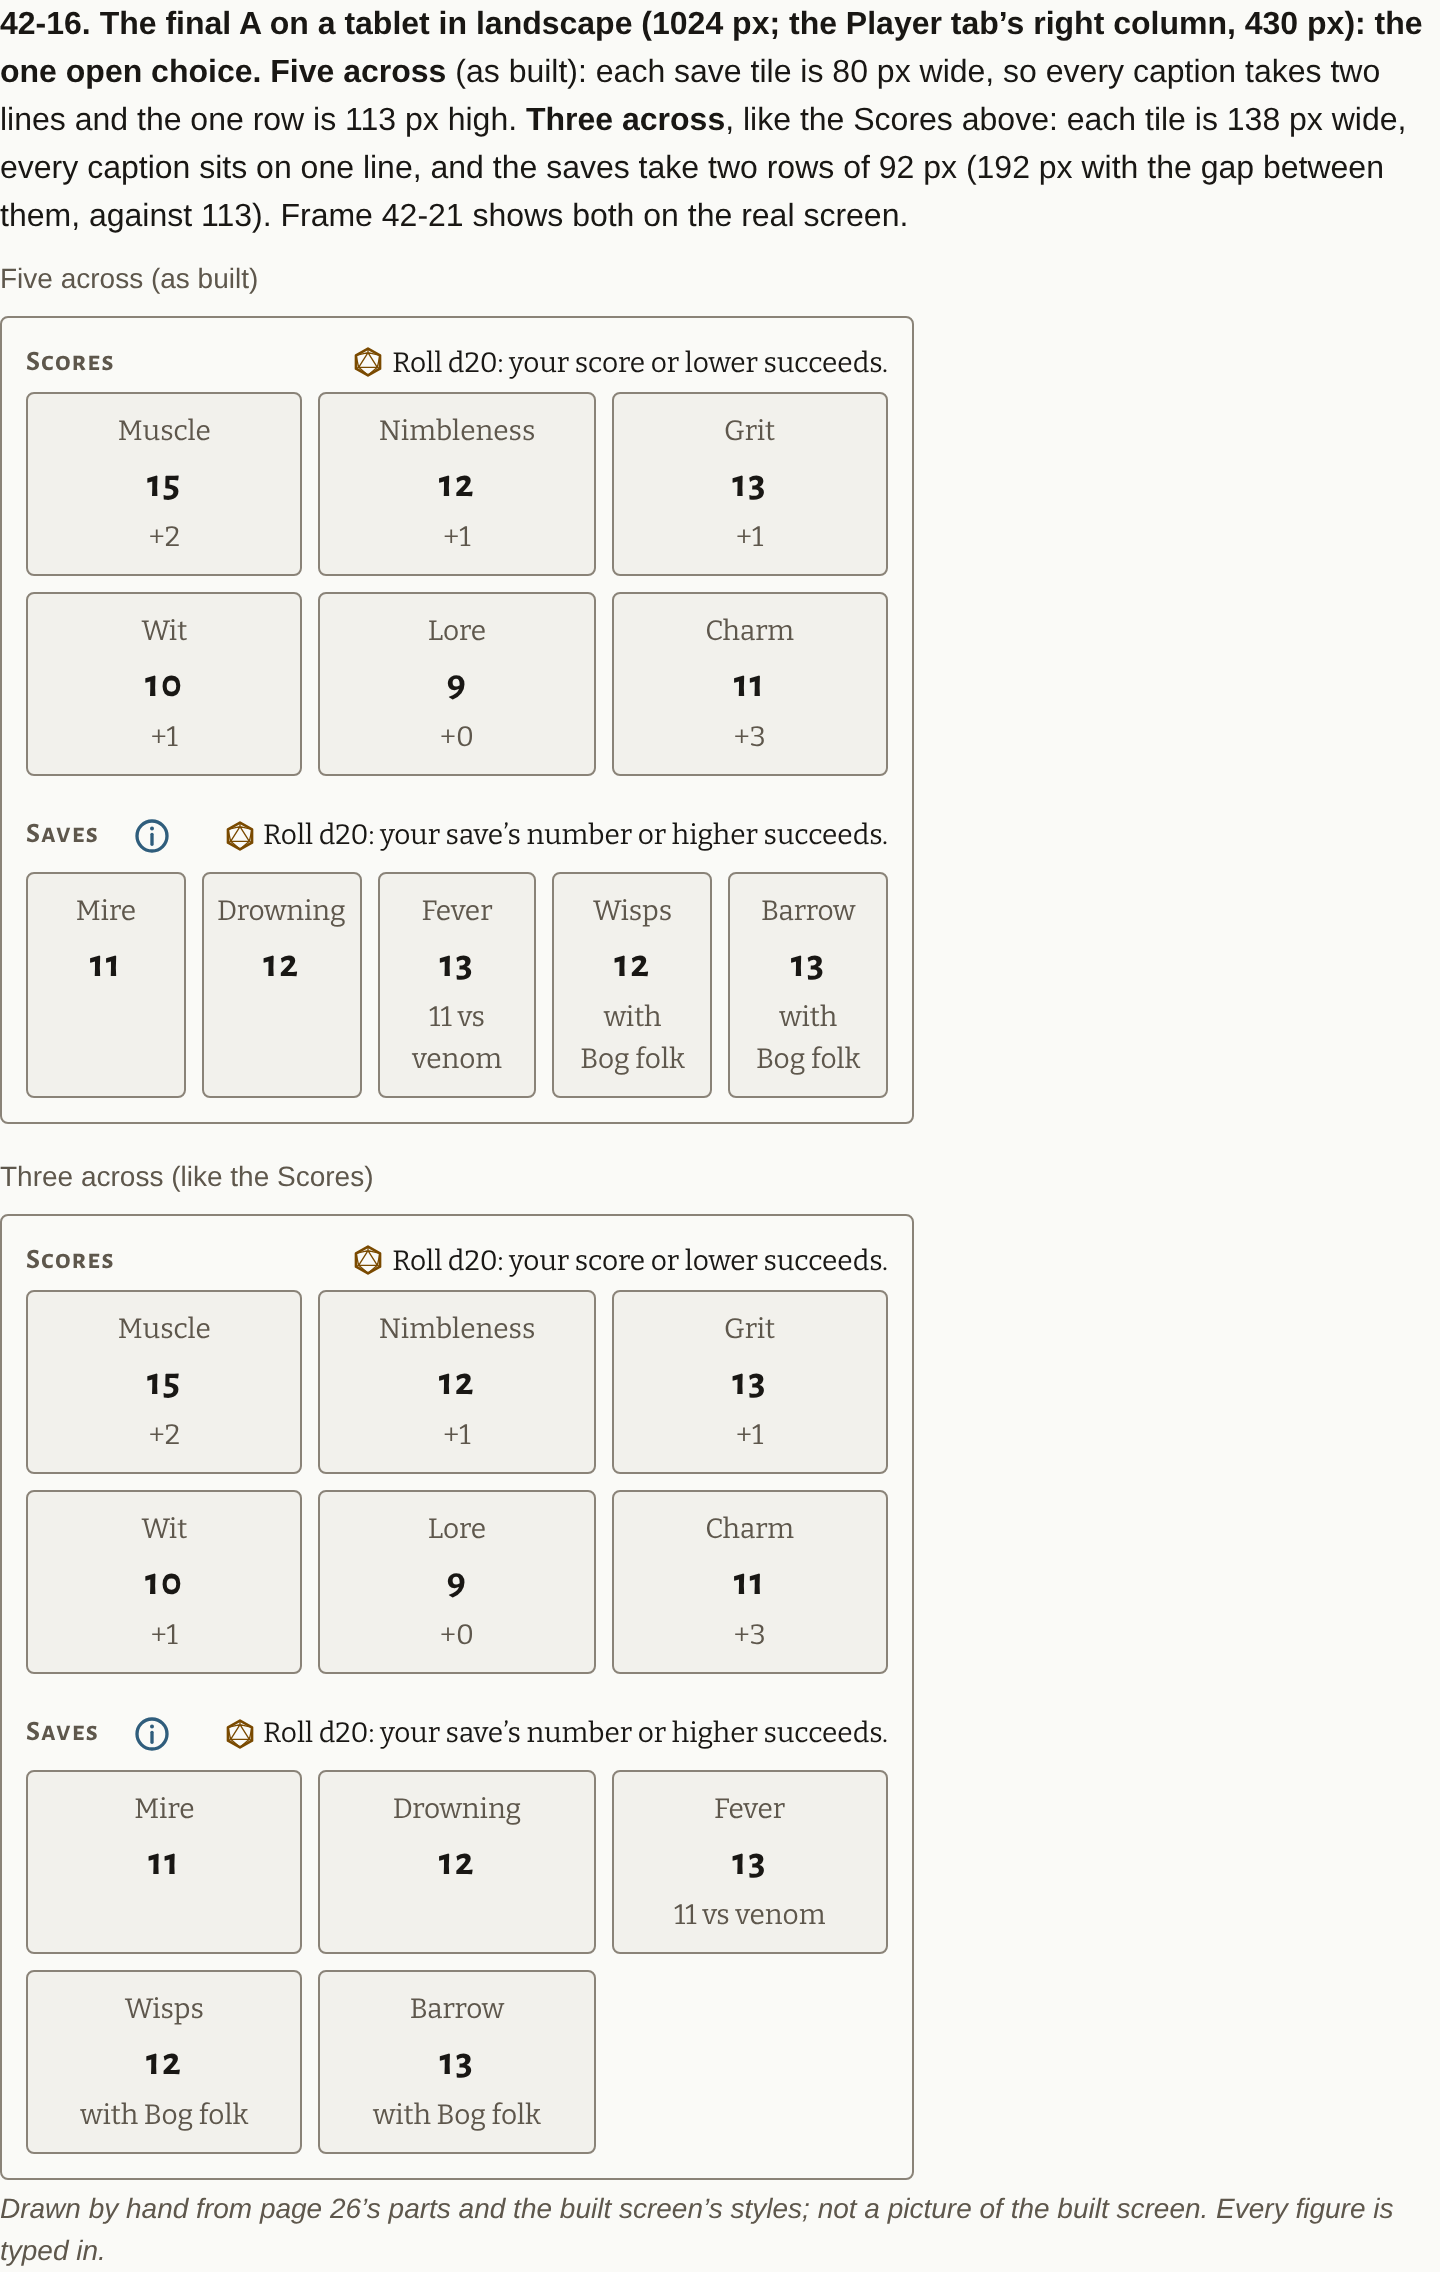 42-16. The final A on a tablet in landscape (1024 px; the Player tab’s right column, 430 px): the
one open choice. Five across (as built): each save tile is 80 px wide, so every caption takes two
lines and the one row is 113 px high. Three across, like the Scores above: each tile is 138 px wide,
every caption sits on one line, and the saves take two rows of 92 px (192 px with the gap between
them, against 113). Frame 42-21 shows both on the real screen.
Five across (as built)
Scores
Roll d20: your score or lower succeeds.
Muscle Nimbleness Grit
15 12 13
+2 +1 +1
Wit Lore Charm
10 9 11
+1 +0 +3
Saves
Roll d20: your save’s number or higher succeeds.
Mire Drowning Fever Wisps Barrow
11 12 13 12 13
11 vs with with
venom Bog folk Bog folk
Three across (like the Scores)
Scores
Roll d20: your score or lower succeeds.
Muscle Nimbleness Grit
15 12 13
+2 +1 +1
Wit Lore Charm
10 9 11
+1 +0 +3
Saves
Roll d20: your save’s number or higher succeeds.
Mire Drowning Fever
11 12 13
11 vs venom
Wisps Barrow
12 13
with Bog folk with Bog folk
Drawn by hand from page 26’s parts and the built screen’s styles; not a picture of the built screen. Every figure is
typed in.